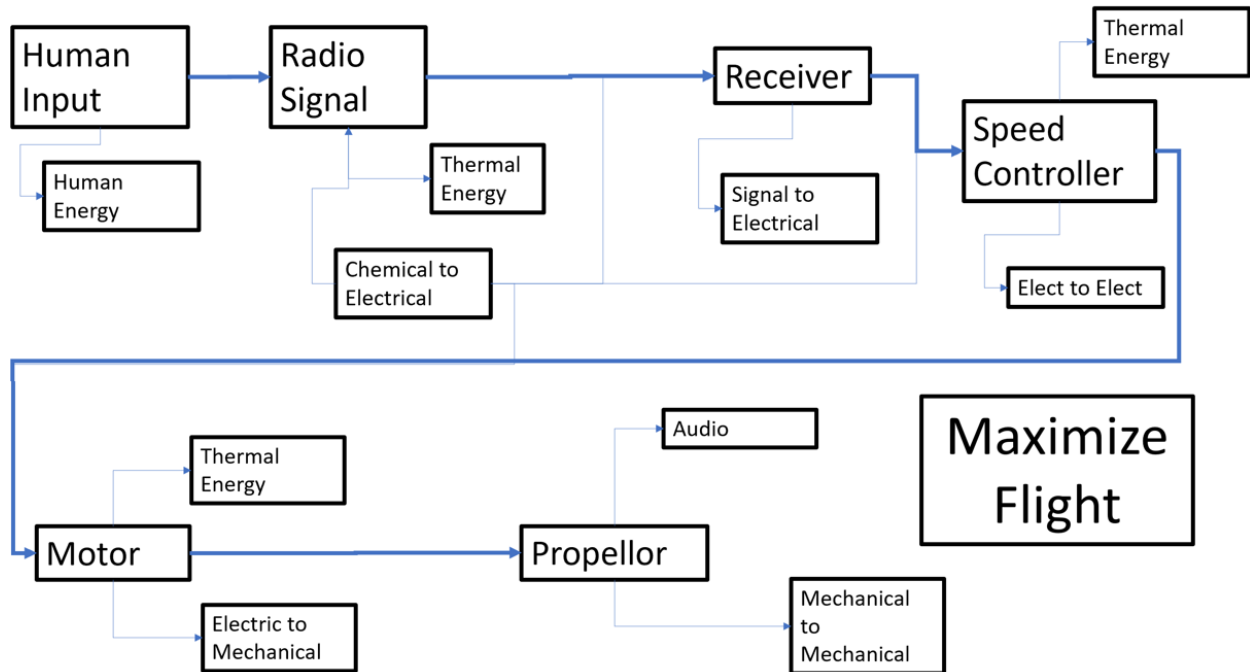 Human
Input
Radio
Signal
Receiver
Thermal
Energy
Speed
Controller
Human
Energy
Thermal
Energy
Signal to
Electrical
Chemical to
Electrical
Elect to Elect
Maximize
Flight
Audio
Thermal
Energy
Motor
Propellor
Electric to
Mechanical
Mechanical
to
Mechanical